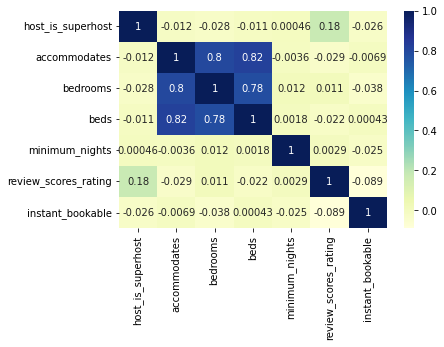 host_is_superhost 1 -0.012 -0.028 -0.011 0.00046 0.18 -0.026
accommodates -0.012 1 0.8 0.82 -0.0036 -0.029 -0.0069
bedrooms -0.028 0.8 1 0.78 0.012 0.011 -0.038
beds -0.011 0.82 0.78 1 0.0018 -0.022 0.00043
minimum_nights 0.00046 -0.0036 0.012 0.0018 1 0.0029 -0.025
review_scores_rating 0.18 -0.029 0.011 -0.022 0.0029 1 -0.089
instant_bookable -0.026 -0.0069 -0.038 0.00043 -0.025 -0.089 1
host_is_superhost
accommodates
bedrooms
beds
minimum_nights
review_scores_rating
instant_bookable
1.0
0.8
0.6
0.4
0.2
0.0